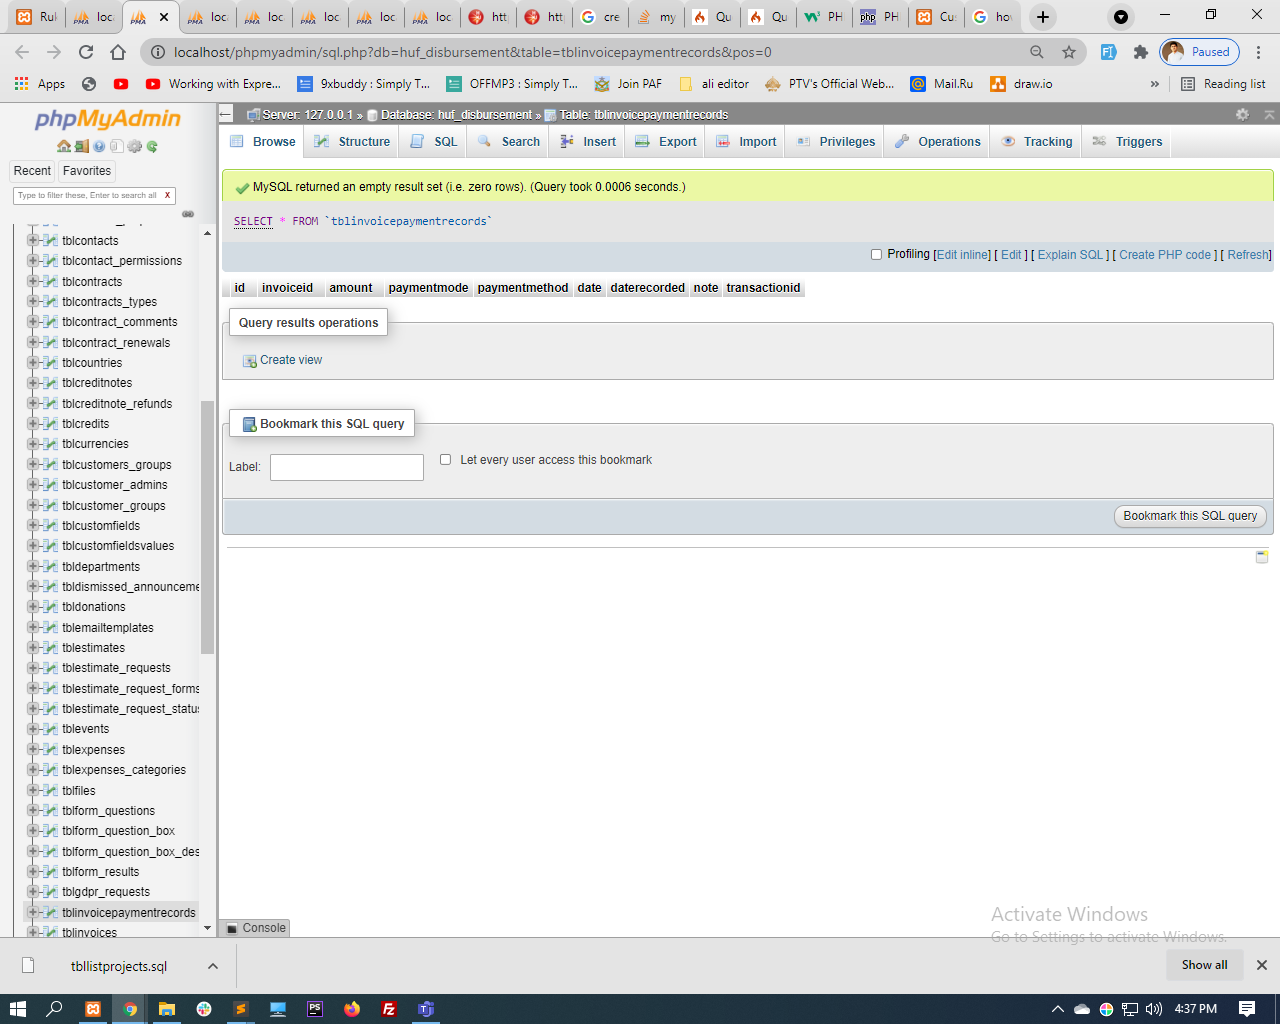 Rul
loc
loc
loc
loc
loc
loc
http
http
cre
my
Qu
Qu
PH
PH
Cus
how
localhost/phpmyadmin/sql.php?db=huf_disbursement&table=tblinvoicepaymentrecords&pos=0
Paused
Apps
Working with Expre...
9xbuddy : Simply T...
OFFMP3 : Simply T...
Join PAF
ali editor
PTV's Official Web...
Mail.Ru
draw.io
»
Reading list
phpMyAdmin
Recent
Favorites
Type to filter these, Enter to search all X
tblcontacts
tblcontact_permissions
tblcontracts
tblcontracts_types
tblcontract_comments
tblcontract_renewals
tblcountries
tblcreditnotes
tblcreditnote_refunds
tblcredits
tblcurrencies
tblcustomers_groups
tblcustomer_admins
tblcustomer_groups
tblcustomfields
tblcustomfieldsvalues
tbldepartments
tbldismissed_announceme
tbldonations
tblemailtemplates
tblestimates
tblestimate_requests
tblestimate_request_forms
tblestimate_request_status
tblevents
tblexpenses
tblexpenses_categories
tblfiles
tblform_questions
tblform_question_box
tblform_question_box_des
tblform_results
tblgdpr_requests
tblinvoicepaymentrecords
tblinvoices
Server: 127.0.0.1 » Database: huf_disbursement » Table: tblinvoicepaymentrecords
Browse
Structure
SQL
Search
Insert
Export
Import
Privileges
Operations
Tracking
Triggers
MySQL returned an empty result set (i.e. zero rows). (Query took 0.0006 seconds.)
SELECT * FROM `tblinvoicepaymentrecords`
Profiling [Edit inline] [ Edit ] [ Explain SQL ] [ Create PHP code ] [ Refresh]
id invoiceid amount paymentmode paymentmethod date daterecorded note transactionid
Query results operations
Create view
Bookmark this SQL query
Label:
Let every user access this bookmark
Bookmark this SQL query
Console
Activate Windows
Go to Settings to activate Windows.
tbllistprojects.sql
Show all
4:37 PM